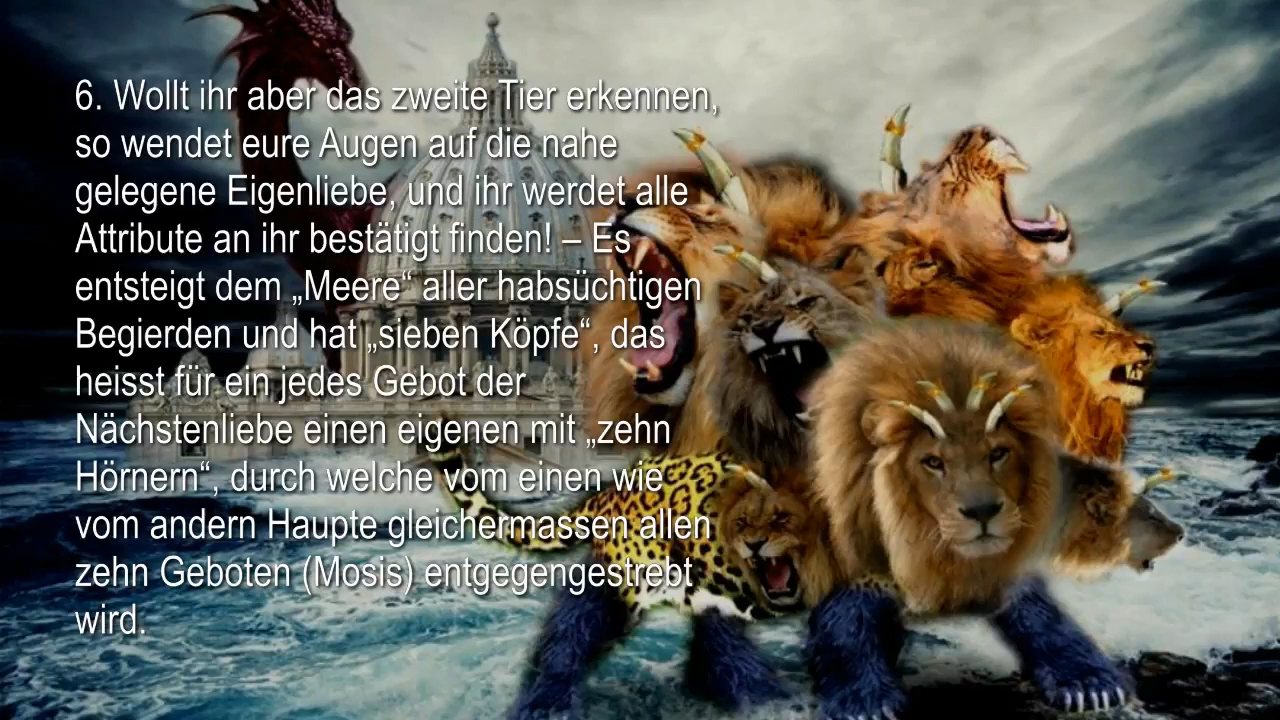 6. Wollt ihr aber das zweite Tier erkennen,
so wendet eure Augen auf die nahe
gelegene Eigenliebe, und ihr werdet alle
Attribute an ihr bestätigt finden! – Es
entsteigt dem „Meere“ aller habsüchtigen
Begierden und hat „sieben Köpfe“, das
heisst für ein jedes Gebot der
Nächstenliebe einen eigenen mit „zehn
Hörnern“, durch welche vom einen wie
vom andern Haupte gleichermassen allen
zehn Geboten (Mosis) entgegengestrebt
wird.